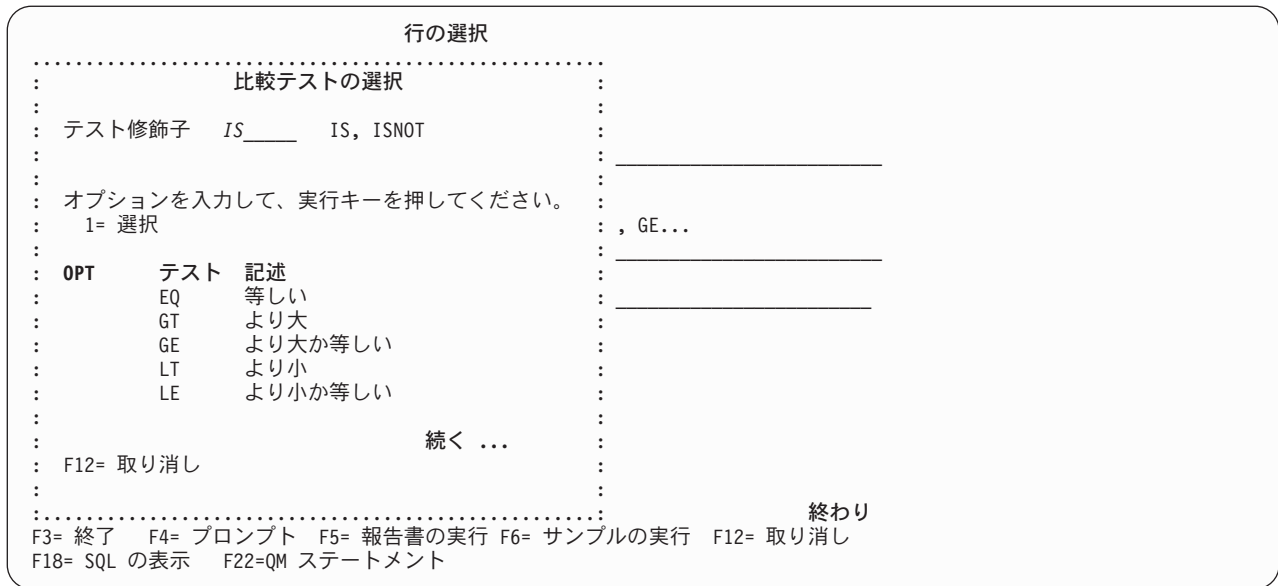 行の選択
......................................................
: 比較テストの選択 :
: :
: テスト修飾子 IS_____ IS, ISNOT :
: : _________________________
: :
: オプションを入力して、実行キーを押してください。 :
: 1= 選択 : , GE...
: : _________________________
: OPT テスト 記述 :
: EQ 等しい : ________________________
: GT より大 :
: GE より大か等しい :
: LT より小 :
: LE より小か等しい :
: :
: 続く ... :
: F12= 取り消し :
: :
:....................................................: 終わり
F3= 終了 F4= プロンプト F5= 報告書の実行 F6= サンプルの実行 F12= 取り消し
F18= SQL の表示 F22=QM ステートメント